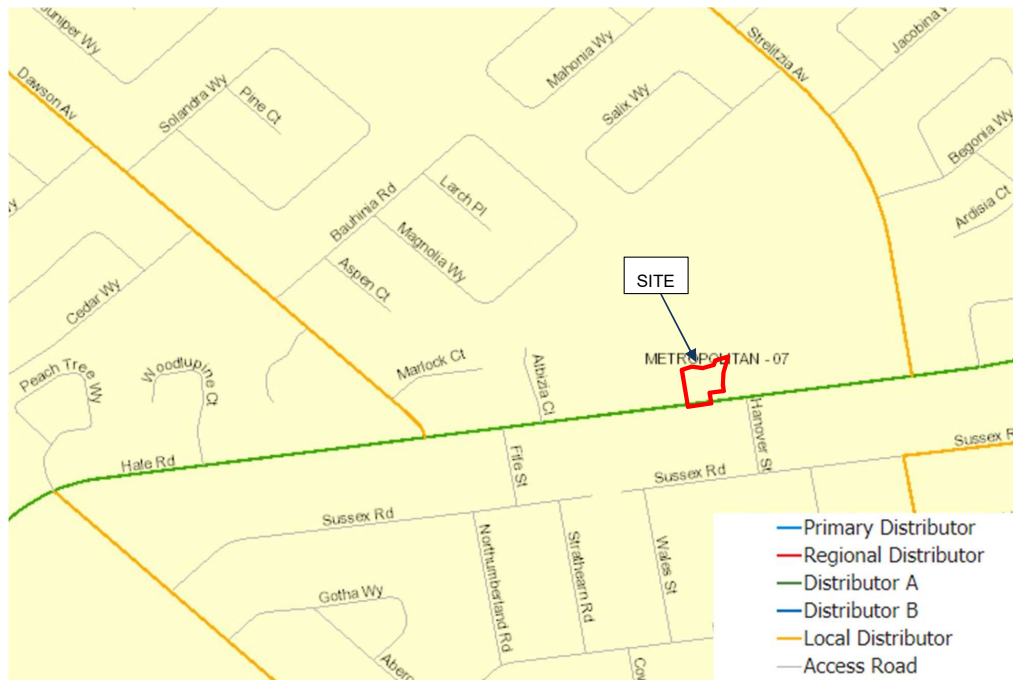 Juniper Wy
Dawson Av
Solandra Wy
Pine Ct
Mahonia Wy
Salix Wy
Strelitzia Av
Begonia Wy
Ardisia Ct
Bauhinia Rd
Larch Pl
Magnolia Wy
Aspen Ct
Cedar Wy
SITE
METROPOLITAN - 07
Peach Tree Wy
Woodlupine Ct
Marlock Ct
Albizia Ct
Hale Rd
Fife St
Hanover St
Sussex Rd
Sussex Rd
Northumberland Rd
Strathearn Rd
Wales St
Gotha Wy
Primary Distributor
Regional Distributor
Distributor A
Distributor B
Local Distributor
Access Road